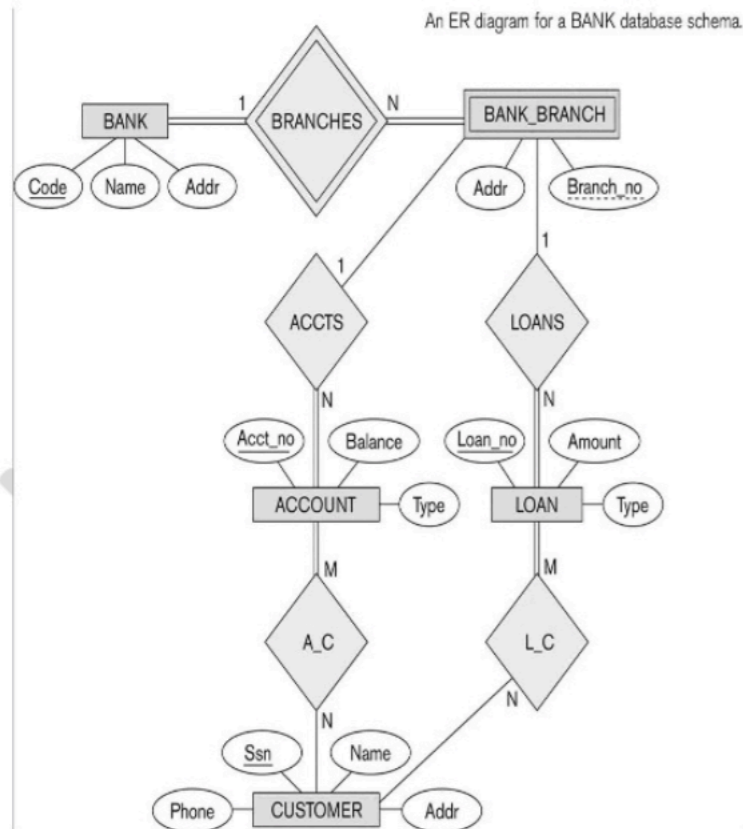 An ER diagram for a BANK database schema.
1 N
BANK BRANCHES BANK_BRANCH
Code Name Addr Addr Branch_no
1 1
ACCTS LOANS
N N
Acct_no Balance Loan_no Amount
ACCOUNT Type LOAN Type
M M
A_C L_C
N N
Ssn Name
Phone CUSTOMER Addr